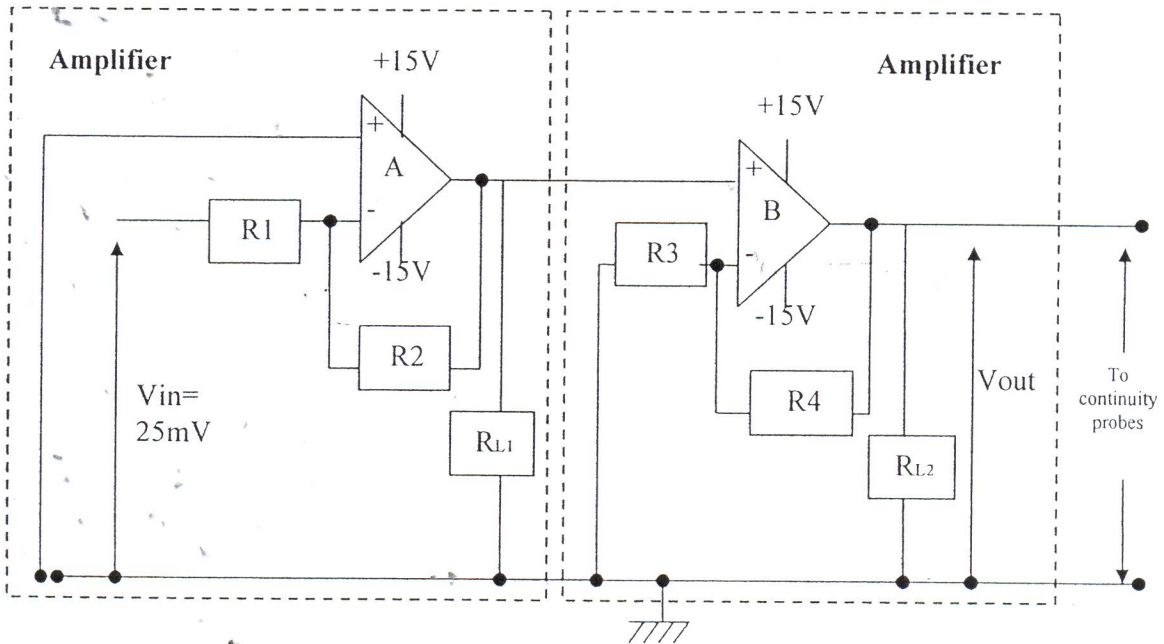 Amplifier
Amplifier
+15V
+15V
+
A
-
-15V
R1
R2
RL1
Vin=
25mV
+
B
-
-15V
R3
R4
RL2
Vout
To
continuity
probes